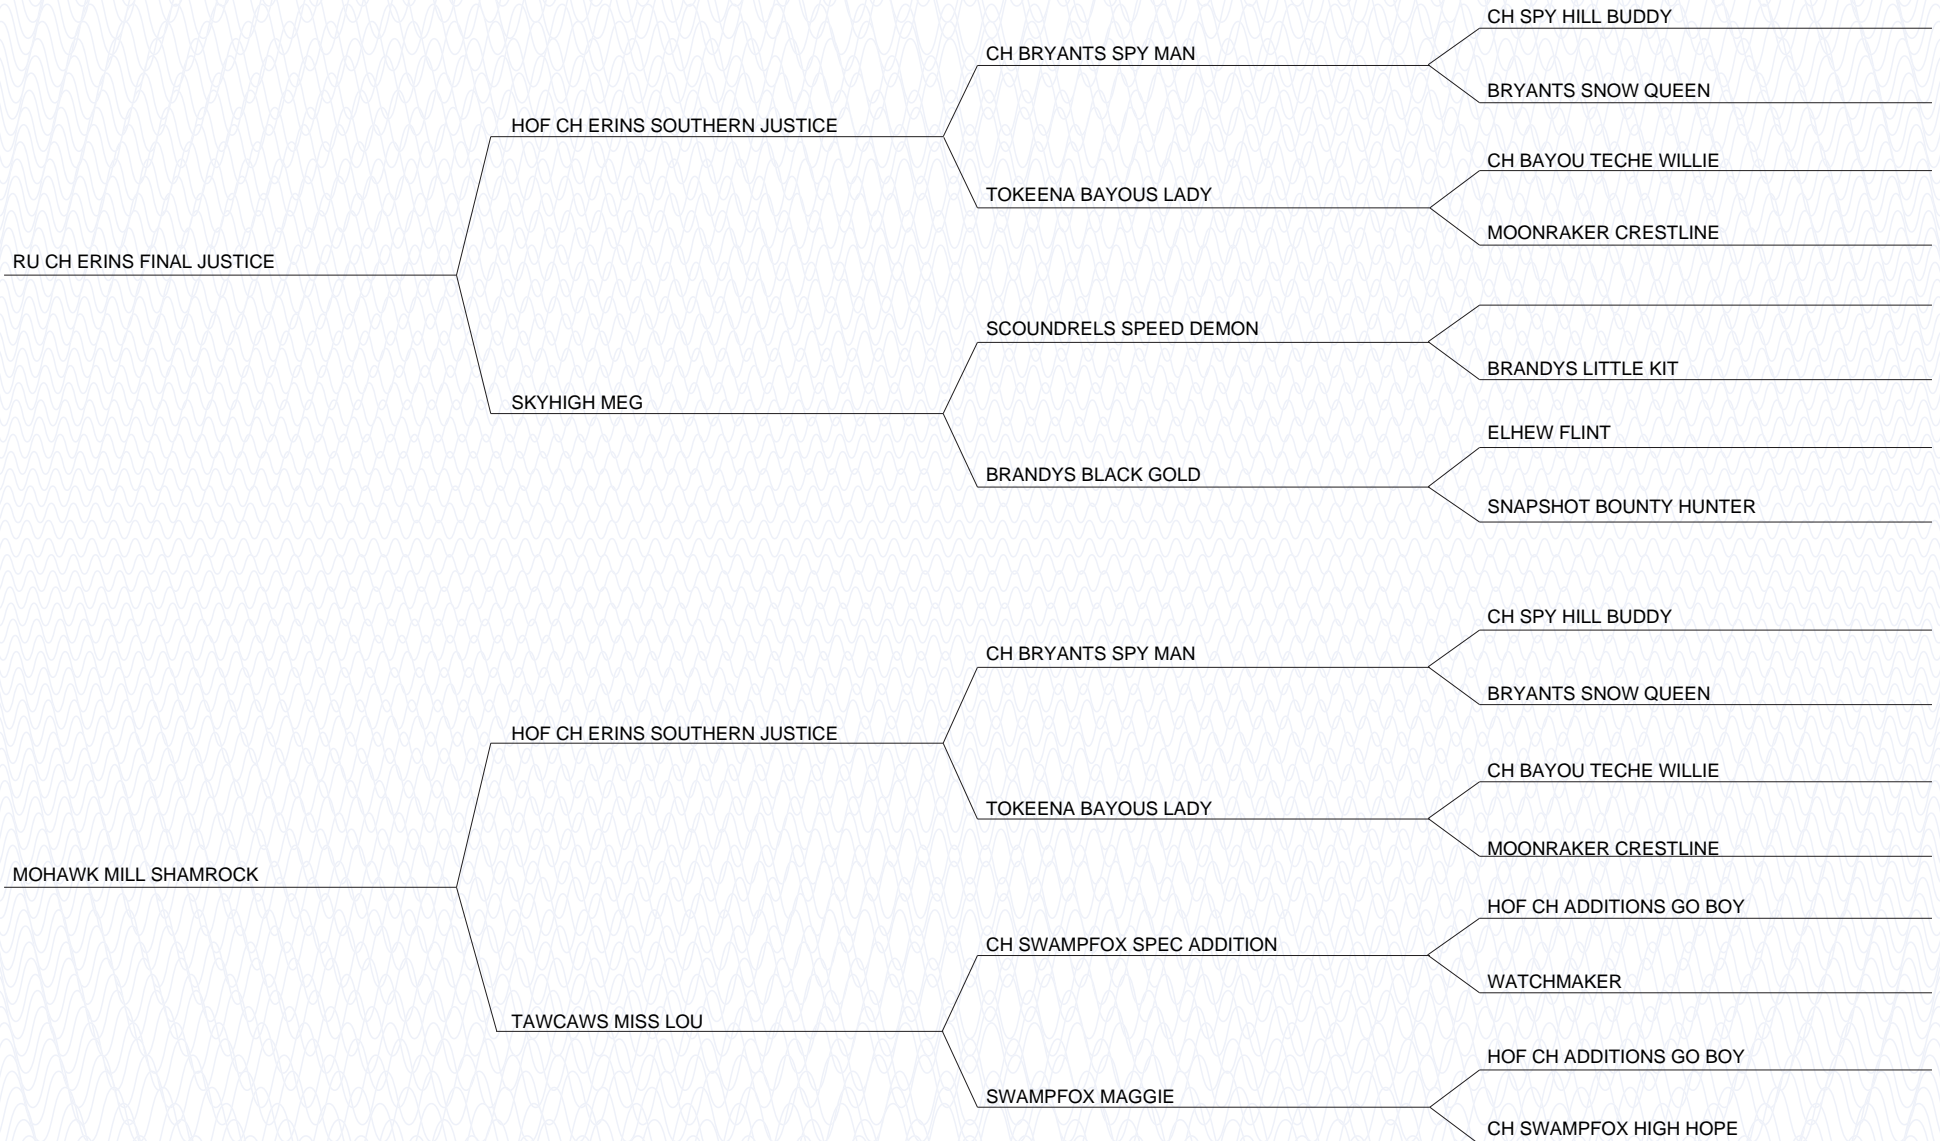 CH SPY HILL BUDDY
CH BRYANTS SPY MAN
BRYANTS SNOW QUEEN
HOF CH ERINS SOUTHERN JUSTICE
CH BAYOU TECHE WILLIE
TOKEENA BAYOUS LADY
MOONRAKER CRESTLINE
RU CH ERINS FINAL JUSTICE
SCOUNDRELS SPEED DEMON
BRANDYS LITTLE KIT
SKYHIGH MEG
ELHEW FLINT
BRANDYS BLACK GOLD
SNAPSHOT BOUNTY HUNTER
CH SPY HILL BUDDY
CH BRYANTS SPY MAN
BRYANTS SNOW QUEEN
HOF CH ERINS SOUTHERN JUSTICE
CH BAYOU TECHE WILLIE
TOKEENA BAYOUS LADY
MOONRAKER CRESTLINE
MOHAWK MILL SHAMROCK
HOF CH ADDITIONS GO BOY
CH SWAMPFOX SPEC ADDITION
WATCHMAKER
TAWCAWS MISS LOU
HOF CH ADDITIONS GO BOY
SWAMPFOX MAGGIE
CH SWAMPFOX HIGH HOPE